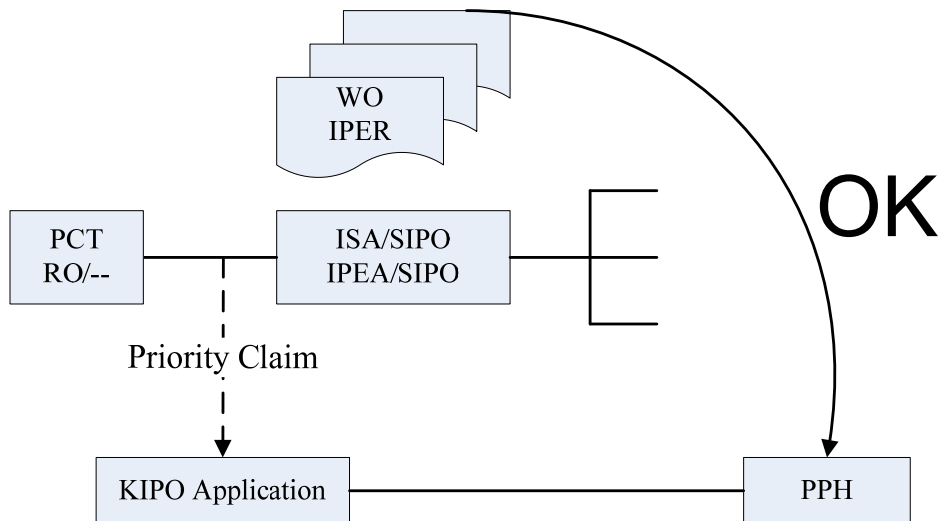 WO
IPER
OK
PCT
RO/--
ISA/SIPO
IPEA/SIPO
Priority Claim
KIPO Application
PPH